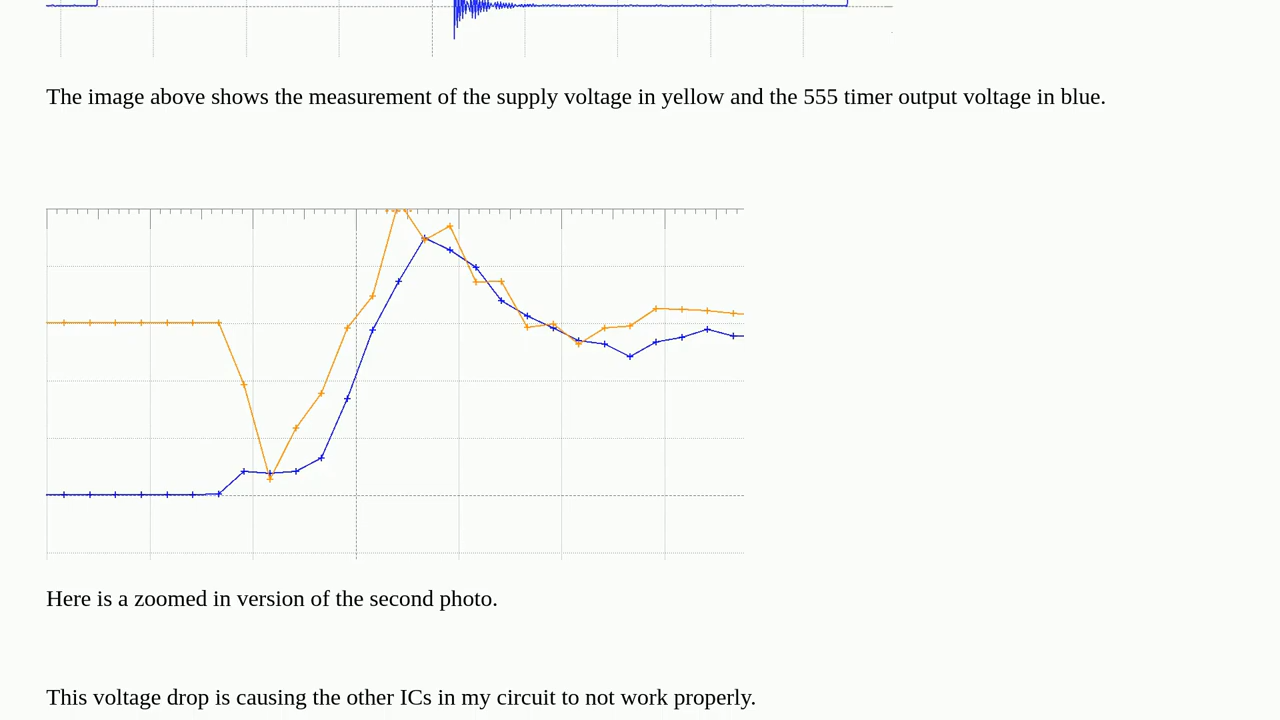 The image above shows the measurement of the supply voltage in yellow and the 555 timer output voltage in blue.
Here is a zoomed in version of the second photo.
This voltage drop is causing the other ICs in my circuit to not work properly.